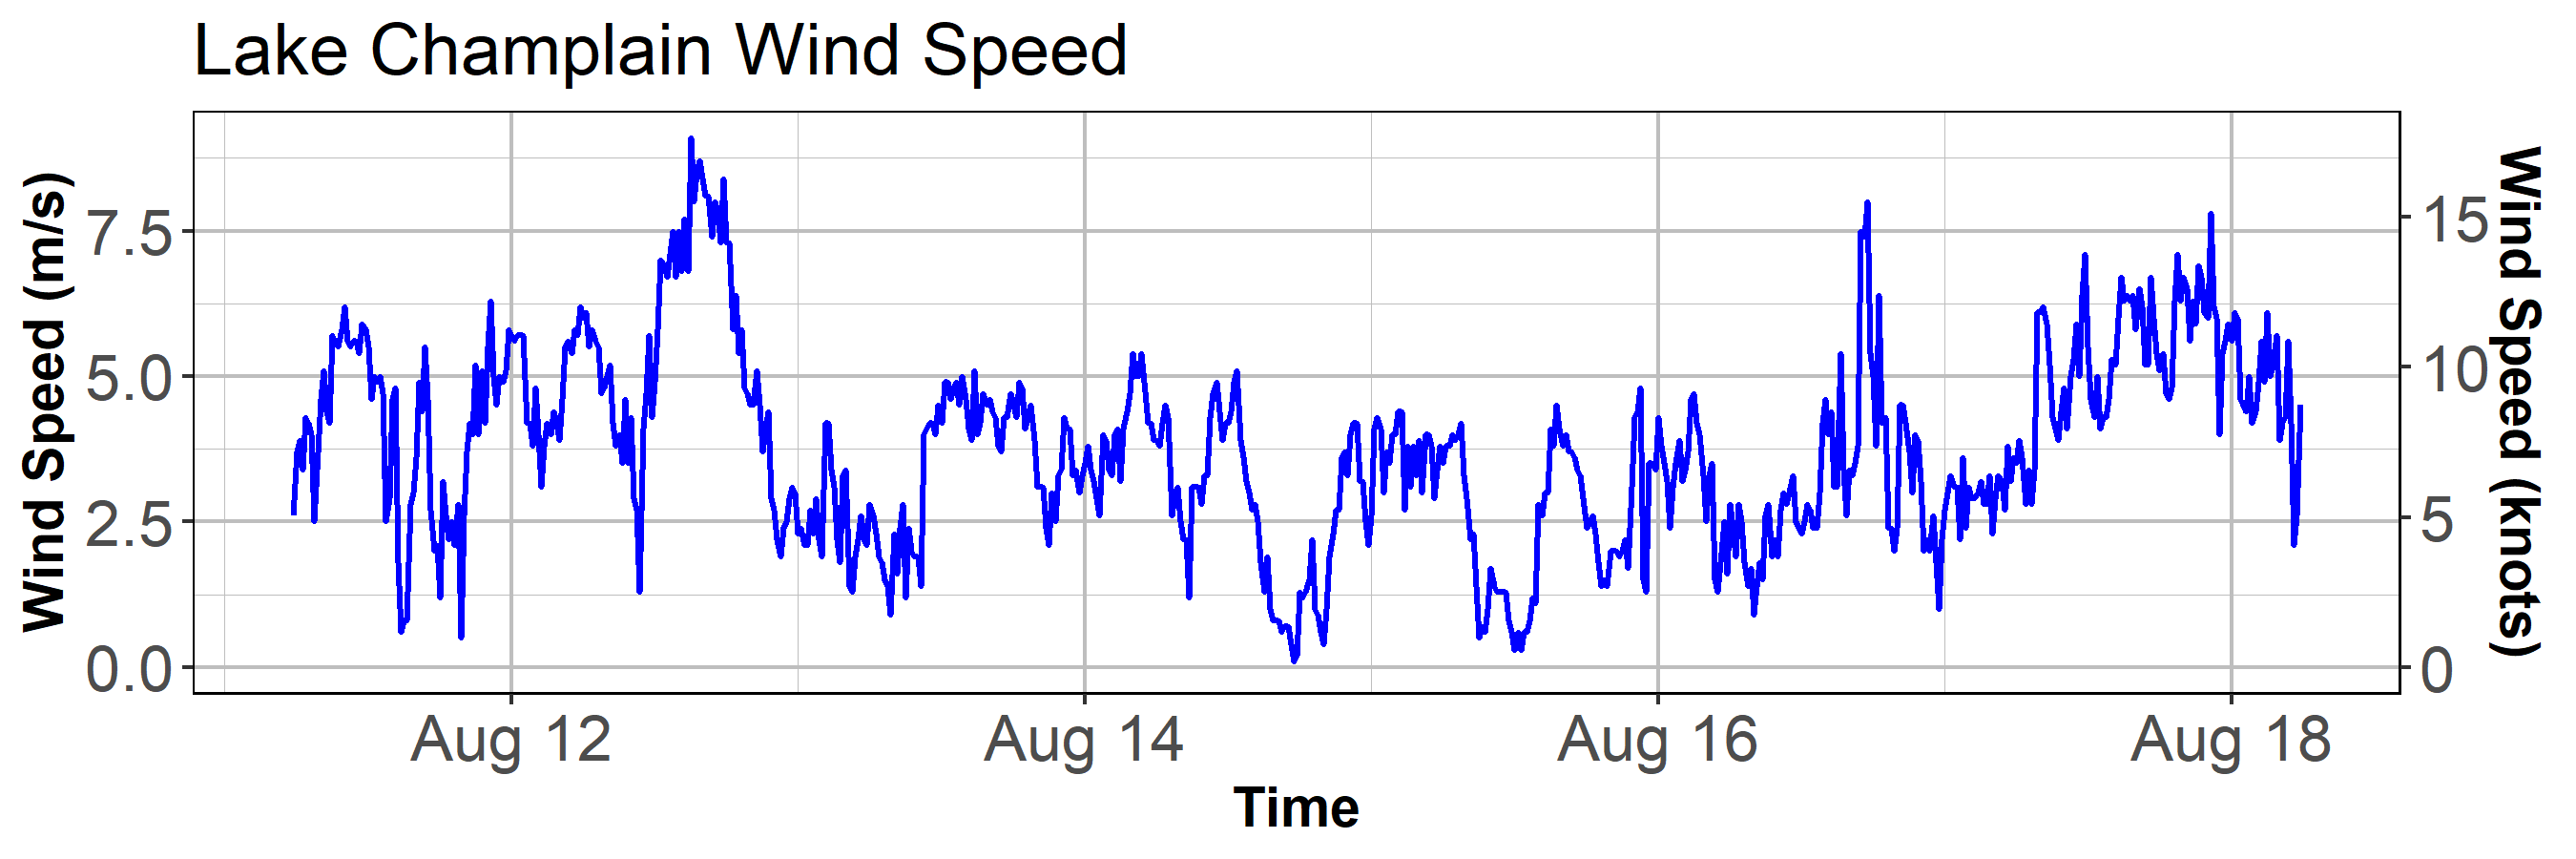 Lake Champlain Wind Speed
Wind Speed (m/s)
7.5
5.0
2.5
0.0
15
10
5
0
Wind Speed (knots)
Aug 12
Aug 14
Aug 16
Aug 18
Time